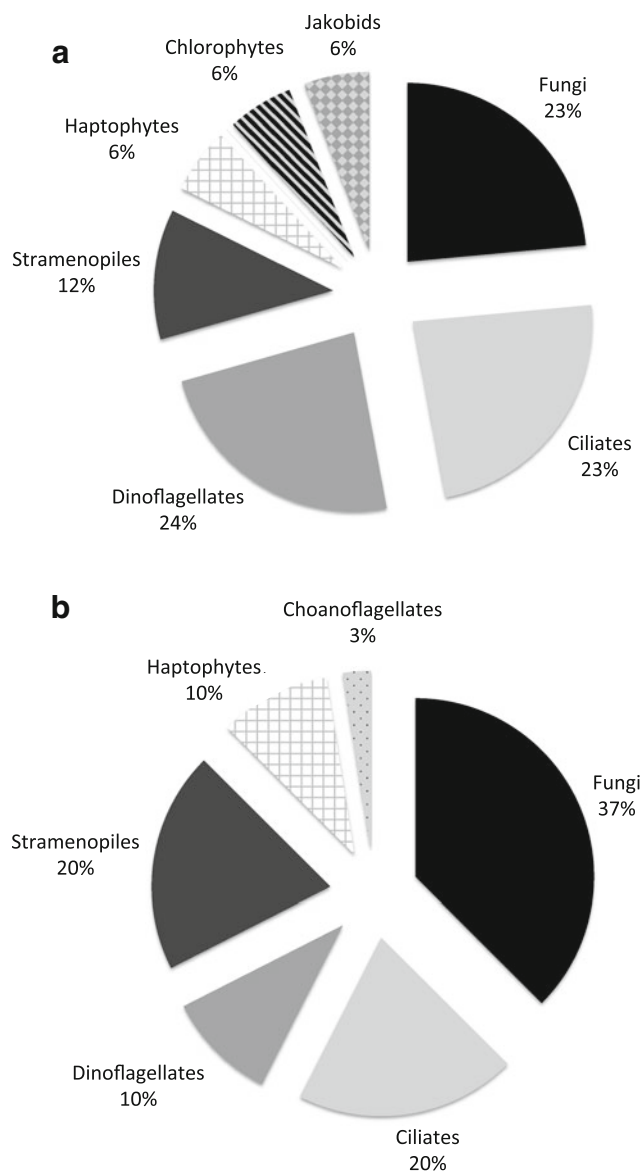 a
Jakobids
6%
Chlorophytes
6%
Fungi
23%
Haptophytes
6%
Stramenopiles
12%
Ciliates
23%
Dinoflagellates
24%
b
Choanoflagellates
3%
Haptophytes
10%
Fungi
37%
Stramenopiles
20%
Dinoflagellates
10%
Ciliates
20%